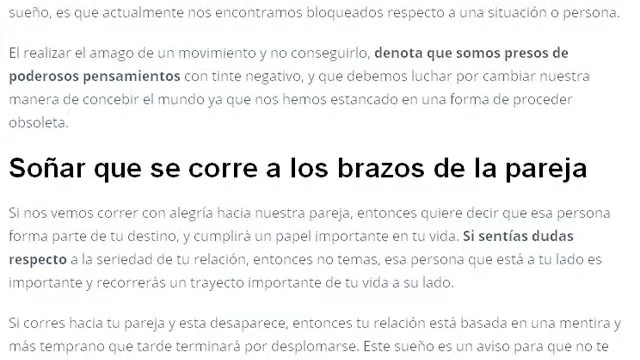 sueño, es que actualmente nos encontramos bloqueados respecto a una situación o persona.
El realizar el amago de un movimiento y no conseguirlo, denota que somos presos de
poderosos pensamientos con tinte negativo, y que debemos luchar por cambiar nuestra
manera de concebir el mundo ya que nos hemos estancado en una forma de proceder
obsoleta.
Soñar que se corre a los brazos de la pareja
Si nos vemos correr con alegría hacia nuestra pareja, entonces quiere decir que esa persona
forma parte de tu destino, y cumplirá un papel importante en tu vida. Si sentías dudas
respecto a la seriedad de tu relación, entonces no temas, esa persona que está a tu lado es
importante y recorrerás un trayecto importante de tu vida a su lado.
Si corres hacia tu pareja y esta desaparece, entonces tu relación está basada en una mentira y
más temprano que tarde terminará por desplomarse. Este sueño es un aviso para que no te